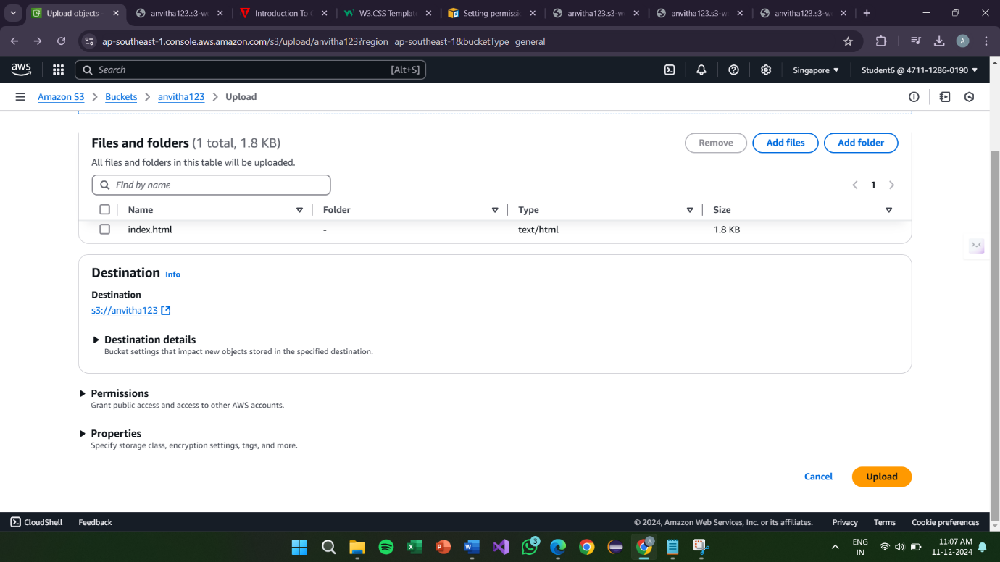 Upload objects -
anvitha123.s3-w
Introduction To C
W3.CSS Template
Setting permissi
anvitha123.s3-w
anvitha123.s3-w
anvitha123.s3-w
ap-southeast-1.console.aws.amazon.com/s3/upload/anvitha123?region=ap-southeast-1&bucketType=general
A
aws
Search
[Alt+S]
Singapore
Student6 @ 4711-1286-0190
Amazon S3 > Buckets > anvitha123 > Upload
Files and folders (1 total, 1.8 KB)
Remove
Add files
Add folder
All files and folders in this table will be uploaded.
Find by name
1
Name Folder Type Size
index.html - text/html 1.8 KB
Destination Info
Destination
s3://anvitha123
Destination details
Bucket settings that impact new objects stored in the specified destination.
Permissions
Grant public access and access to other AWS accounts.
Properties
Specify storage class, encryption settings, tags, and more.
Cancel
Upload
CloudShell Feedback
© 2024, Amazon Web Services, Inc. or its affiliates. Privacy Terms Cookie preferences
3
ENG
IN
11:07 AM
11-12-2024